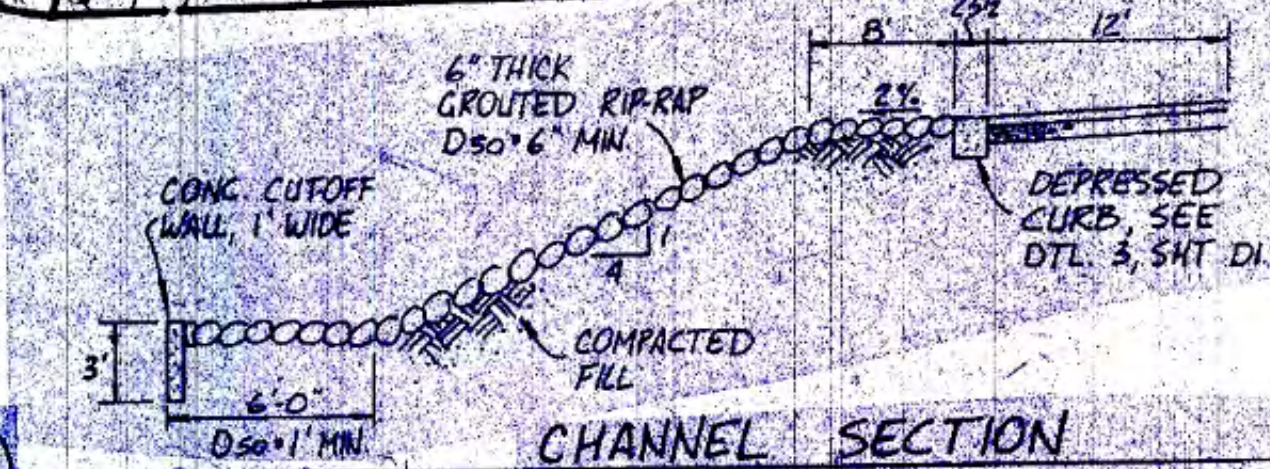 8'
12'
6" THICK
GROUTED RIP-RAP
D50=6" MIN.
2%
CONC. CUTOFF
WALL, 1' WIDE
DEPRESSED
CURB, SEE
DTL. 3, SHT D1.
1
4
3'
COMPACTED
FILL
6'-0"
D50=1' MIN.
CHANNEL SECTION